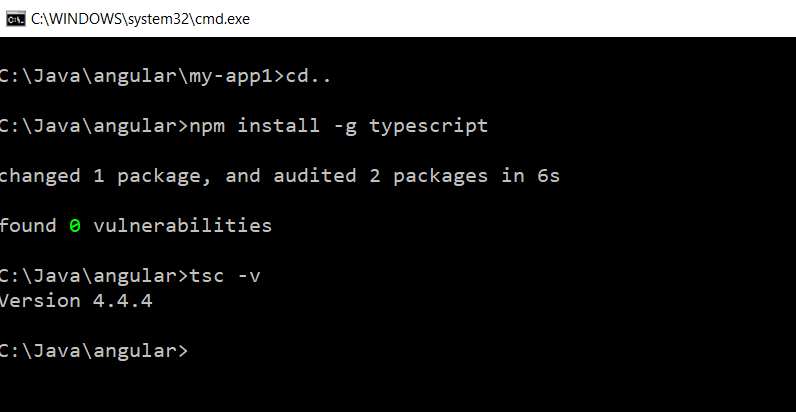 C:\WINDOWS\system32\cmd.exe
C:\Java\angular\my-app1>cd..
C:\Java\angular>npm install -g typescript
changed 1 package, and audited 2 packages in 6s
found 0 vulnerabilities
C:\Java\angular>tsc -v
Version 4.4.4
C:\Java\angular>